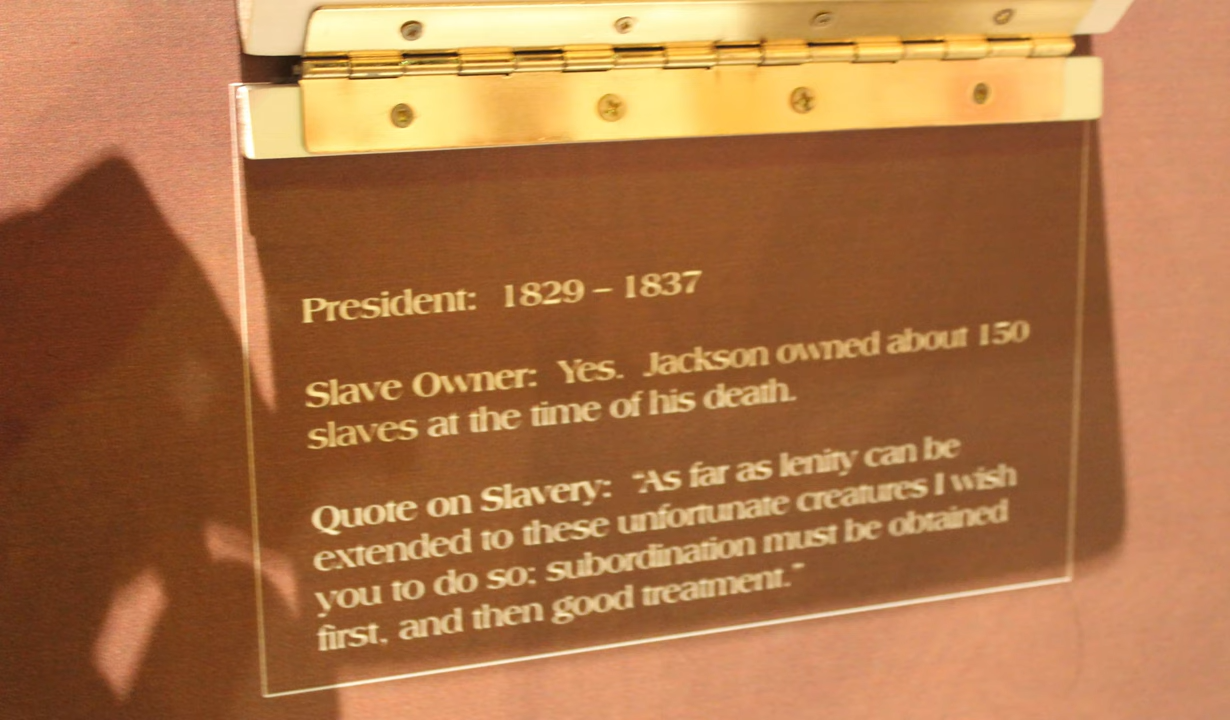 President: 1829 – 1837
Slave Owner: Yes. Jackson owned about 150
slaves at the time of his death.
Quote on Slavery: “As far as lenity can be
extended to these unfortunate creatures I wish
you to do so; subordination must be obtained
first, and then good treatment.”